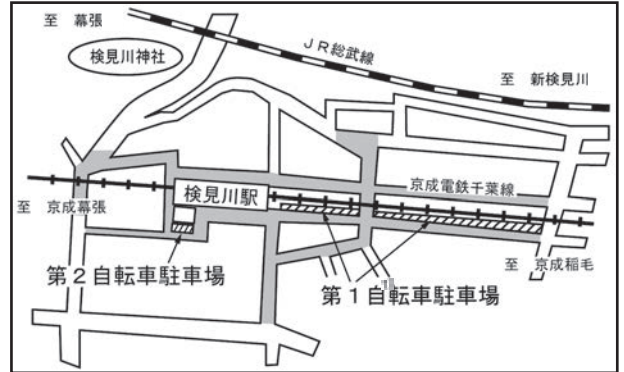 至 幕張
検見川神社
JR総武線
至 新検見川
検見川駅
京成電鉄千葉線
至 京成幕張
至 京成稲毛
第2自転車駐車場
第1自転車駐車場